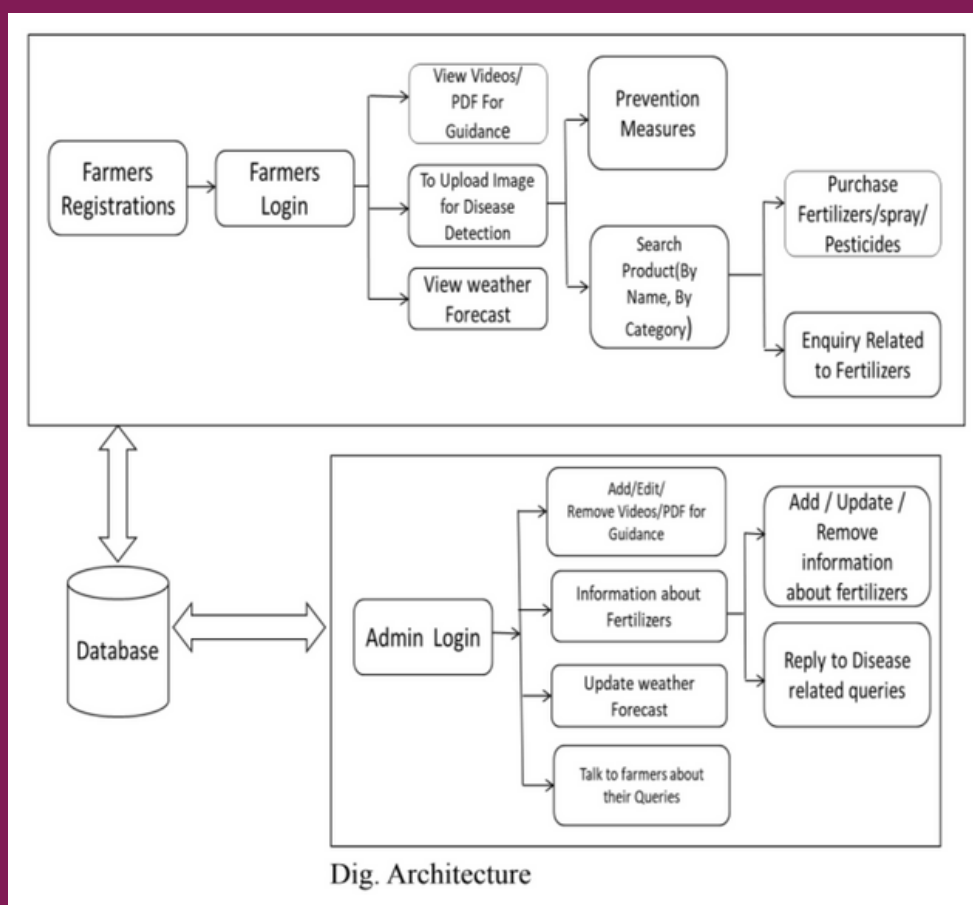 View Videos/
PDF For
Guidance
Prevention
Measures
Farmers
Registrations
Farmers
Login
To Upload Image
for Disease
Detection
Purchase
Fertilizers/spray/
Pesticides
Search
Product(By
Name, By
Category)
View weather
Forecast
Enquiry Related
to Fertilizers
Database
Admin Login
Add/Edit/
Remove Videos/PDF for
Guidance
Information about
Fertilizers
Update weather
Forecast
Talk to farmers about
their Queries
Add / Update /
Remove
information
about fertilizers
Reply to Disease
related queries
Dig. Architecture